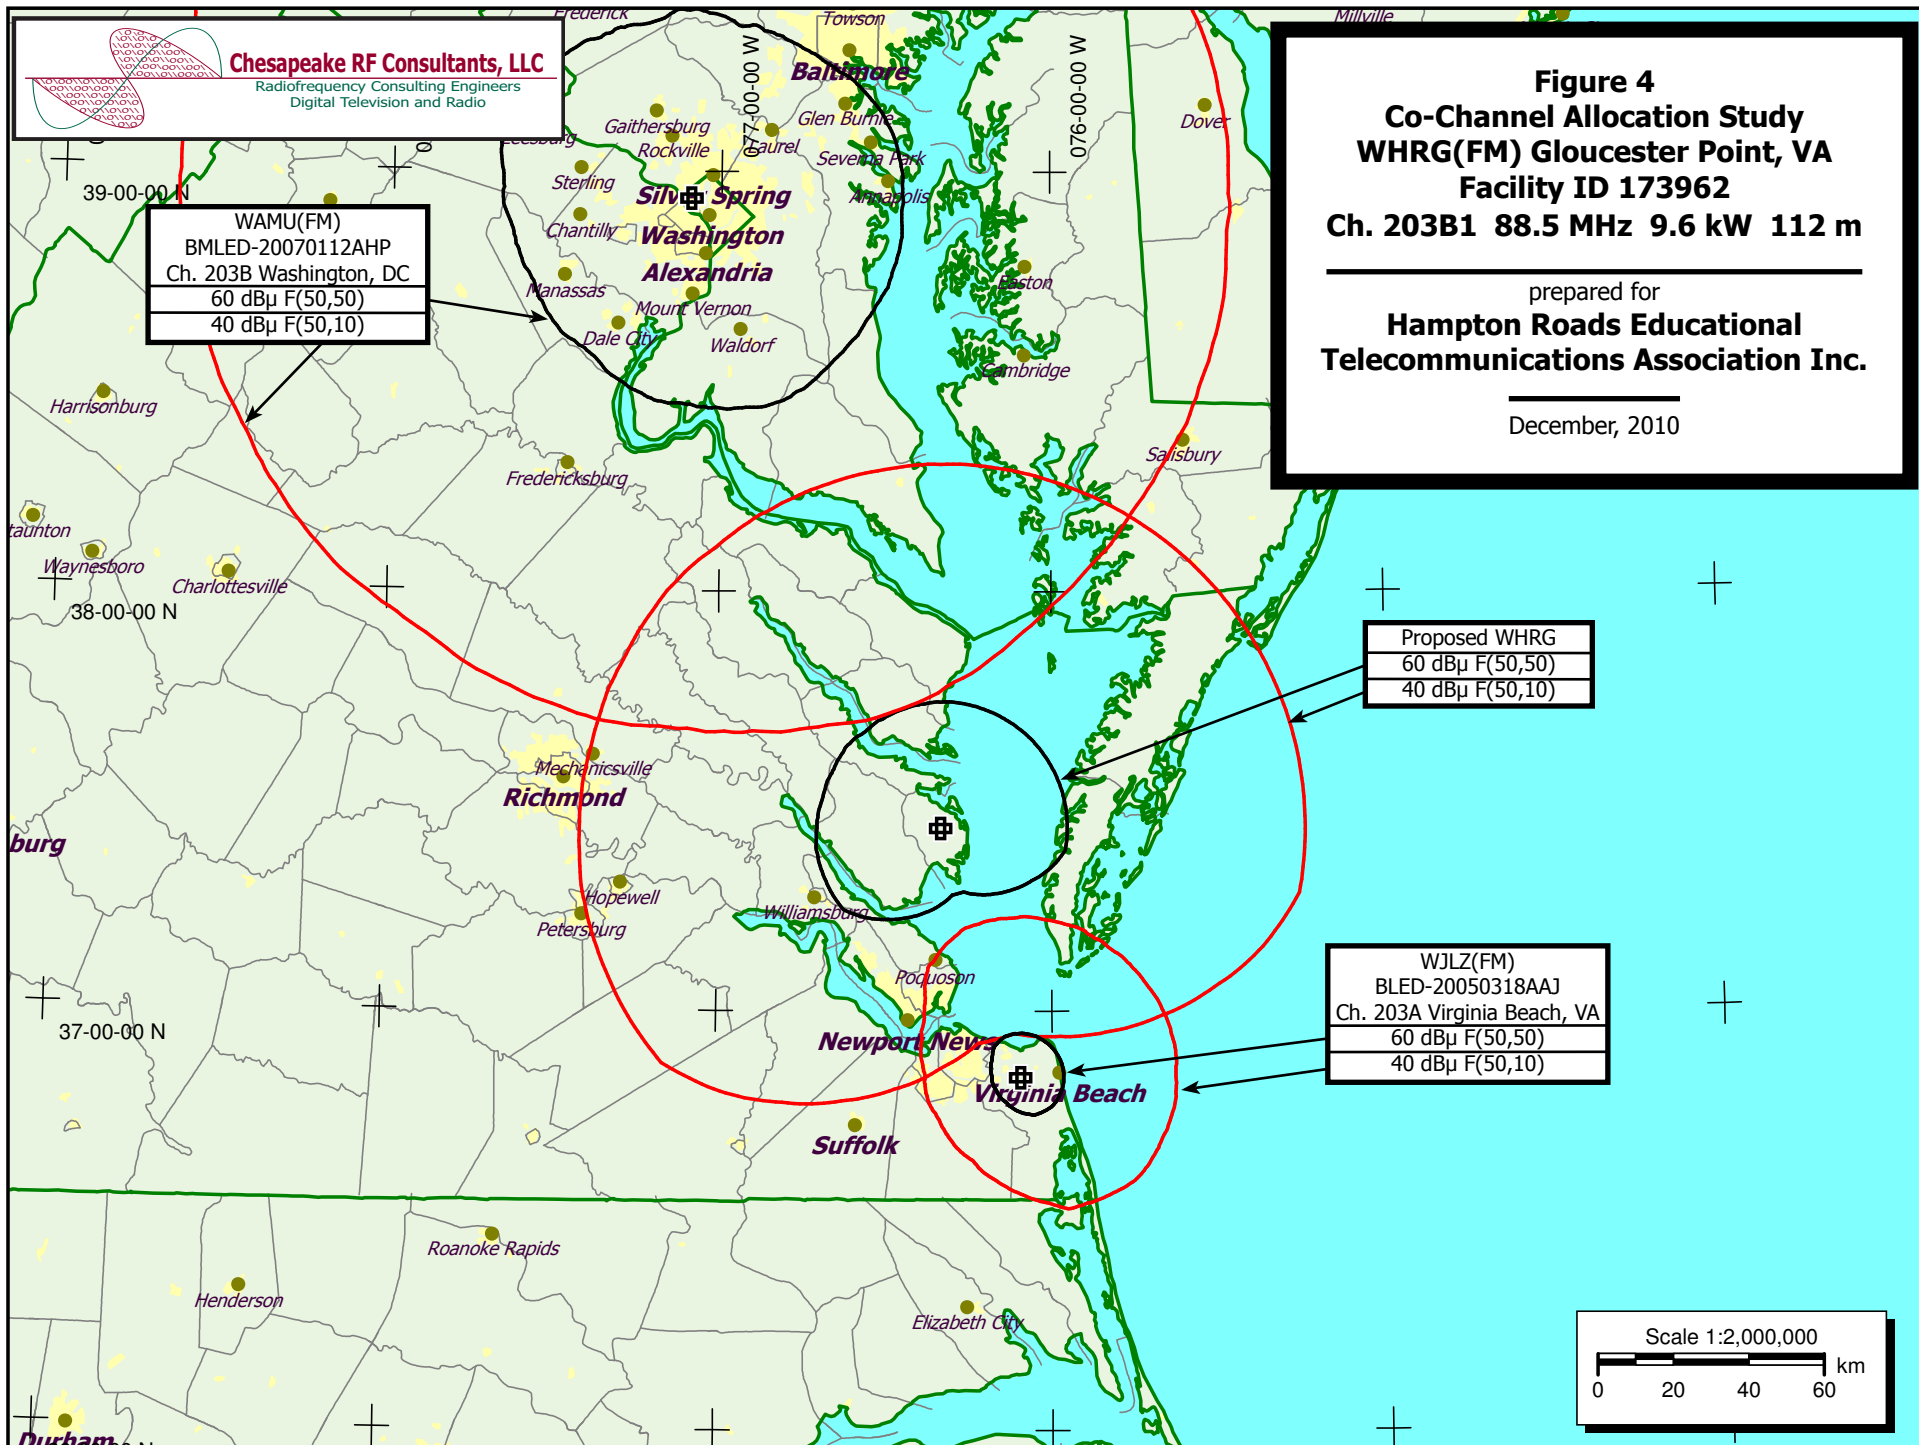 Chesapeake RF Consultants, LLC
Radiofrequency Consulting Engineers
Digital Television and Radio
Figure 4
Co-Channel Allocation Study
WHRG(FM) Gloucester Point, VA
Facility ID 173962
Ch. 203B1 88.5 MHz 9.6 kW 112 m
prepared for
Hampton Roads Educational
Telecommunications Association Inc.
December, 2010
Frederick
Towson
Millville
Baltimore
077-00-00 W
076-00-00 W
Gaithersburg
Glen Burnie
Dover
Rockville
Laurel
Severna Park
Sterling
Annapolis
39-00-00 N
Silver Spring
Chantilly
Washington
Alexandria
Manassas
Easton
Mount Vernon
Dale City
Waldorf
Cambridge
WAMU(FM)
BMLED-20070112AHP
Ch. 203B Washington, DC
60 dBµ F(50,50)
40 dBµ F(50,10)
Harrisonburg
Salisbury
Fredericksburg
taunton
Waynesboro
Charlottesville
38-00-00 N
Proposed WHRG
60 dBµ F(50,50)
40 dBµ F(50,10)
Mechanicsville
Richmond
burg
Hopewell
Williamsburg
Petersburg
Poquoson
WJLZ(FM)
BLED-20050318AAJ
Ch. 203A Virginia Beach, VA
60 dBµ F(50,50)
40 dBµ F(50,10)
37-00-00 N
Newport News
Virginia Beach
Suffolk
Roanoke Rapids
Henderson
Elizabeth City
Durham
Scale 1:2,000,000
km
0 20 40 60